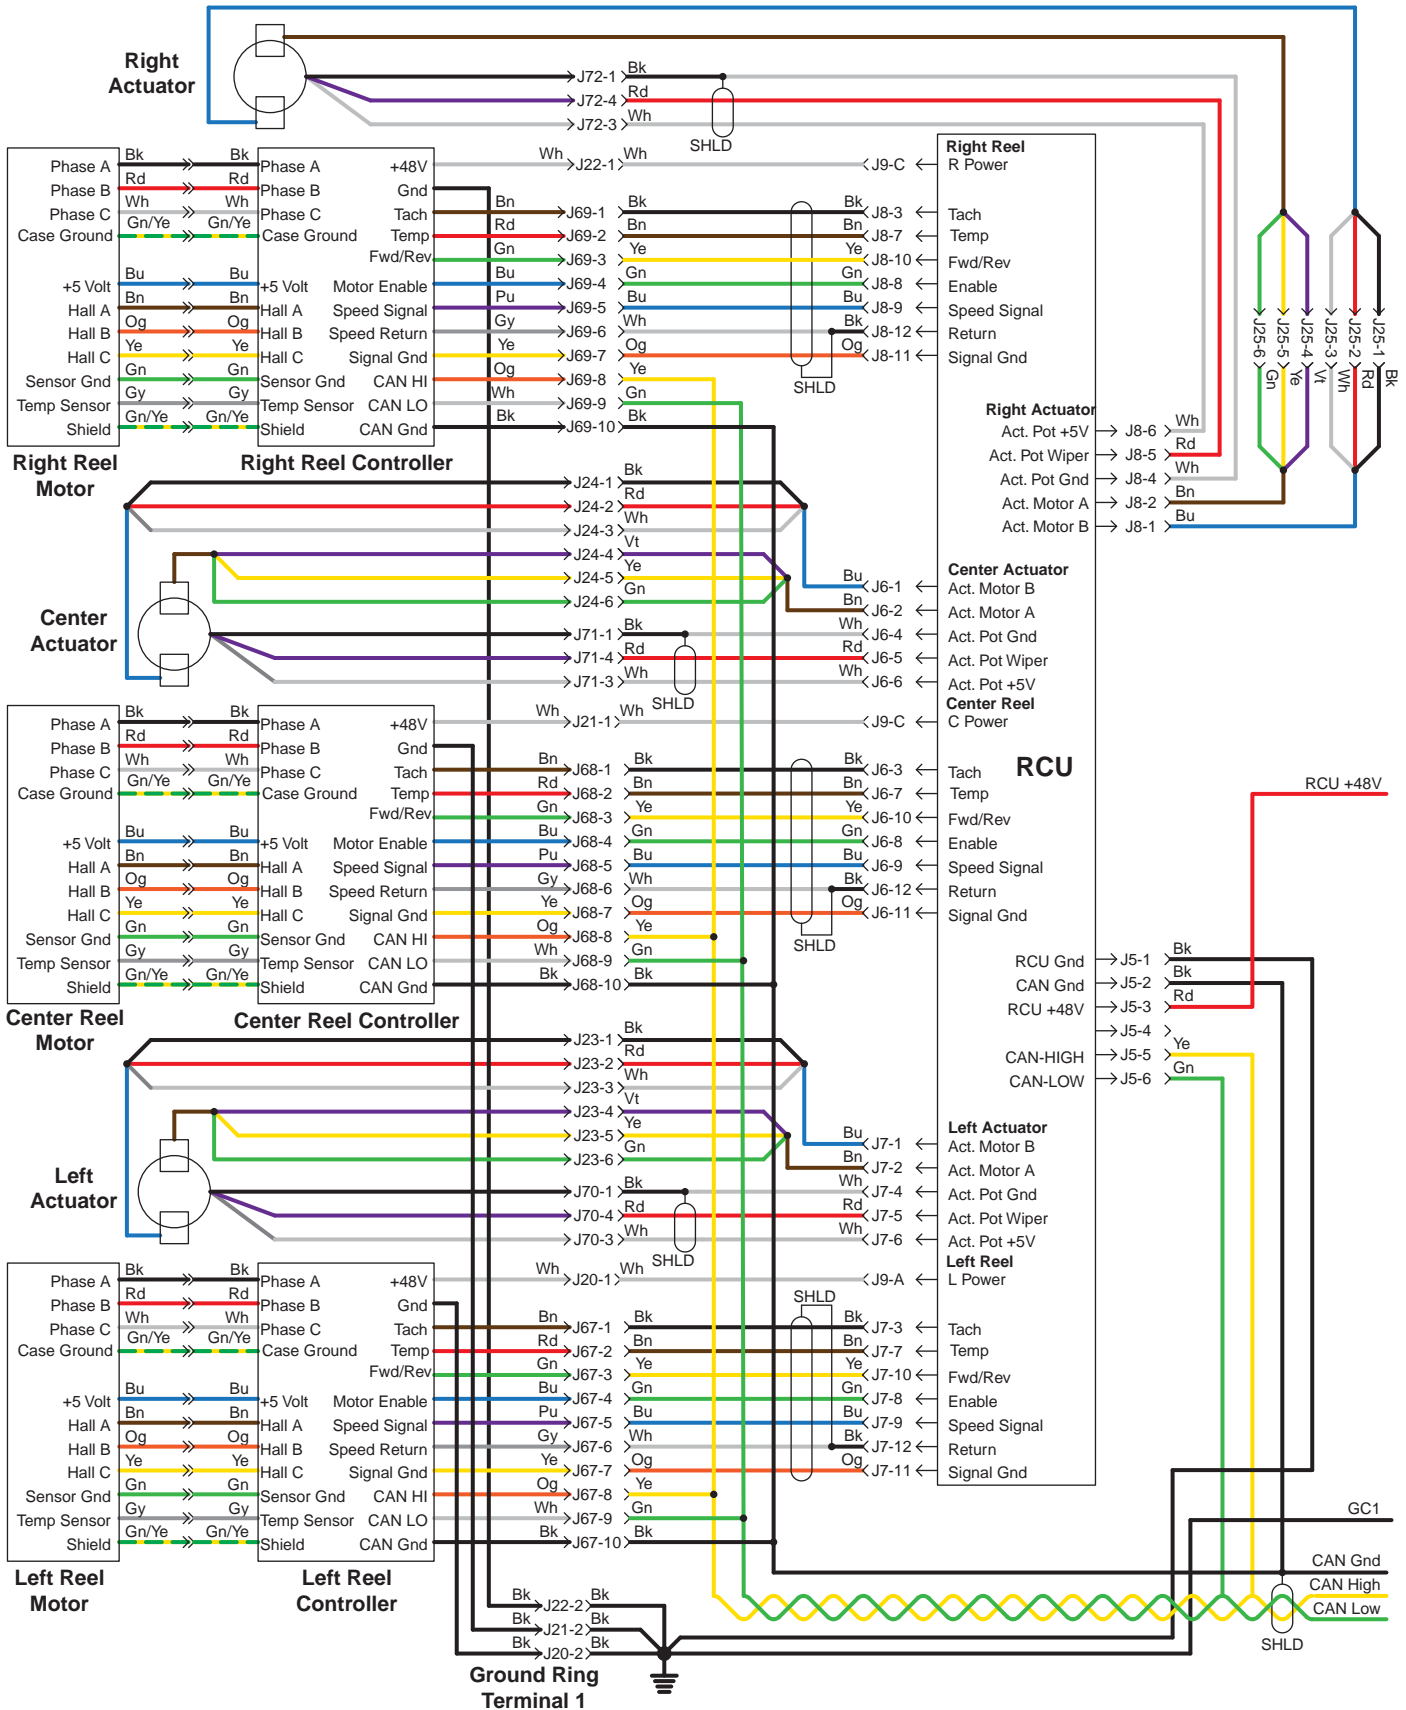 Right
Actuator
J72-1 Bk
J72-4 Rd
J72-3 Wh
SHLD
Right Reel
Phase A Bk Bk Phase A +48V Wh J22-1 Wh J9-C R Power
Phase B Rd Rd Phase B Gnd
Phase C Wh Wh Phase C Tach Bn J69-1 Bk Bk J8-3 Tach
Case Ground Gn/Ye Gn/Ye Case Ground Temp Rd J69-2 Bn Bn J8-7 Temp
Fwd/Rev Gn J69-3 Ye Ye J8-10 Fwd/Rev
+5 Volt Bu Bu +5 Volt Motor Enable Bu J69-4 Gn Gn J8-8 Enable
Hall A Bn Bn Hall A Speed Signal Pu J69-5 Bu Bu J8-9 Speed Signal
Hall B Og Og Hall B Speed Return Gy J69-6 Wh Bk J8-12 Return
Hall C Ye Ye Hall C Signal Gnd Ye J69-7 Og Og J8-11 Signal Gnd
Sensor Gnd Gn Gn Sensor Gnd CAN HI Og J69-8 Ye SHLD
Temp Sensor Gy Gy Temp Sensor CAN LO Wh J69-9 Gn
Shield Gn/Ye Gn/Ye Shield CAN Gnd Bk J69-10 Bk
Right Reel
Motor
Right Reel Controller
J25-6 Gn
J25-5 Ye
J25-4 Vt
J25-3 Wh
J25-2 Rd
J25-1 Bk
Right Actuator
Act. Pot +5V J8-6 Wh
Act. Pot Wiper J8-5 Rd
Act. Pot Gnd J8-4 Wh
Act. Motor A J8-2 Bn
Act. Motor B J8-1 Bu
J24-1 Bk
J24-2 Rd
J24-3 Wh
J24-4 Vt
J24-5 Ye
J24-6 Gn
Center
Actuator
Center Actuator
Bu J6-1 Act. Motor B
Bn J6-2 Act. Motor A
J71-1 Bk Wh J6-4 Act. Pot Gnd
J71-4 Rd Rd J6-5 Act. Pot Wiper
J71-3 Wh Wh J6-6 Act. Pot +5V
SHLD
Center Reel
Phase A Bk Bk Phase A +48V Wh J21-1 Wh J9-C C Power
Phase B Rd Rd Phase B Gnd
RCU
Phase C Wh Wh Phase C Tach Bn J68-1 Bk Bk J6-3 Tach
Case Ground Gn/Ye Gn/Ye Case Ground Temp Rd J68-2 Bn Bn J6-7 Temp
Fwd/Rev Gn J68-3 Ye Ye J6-10 Fwd/Rev
+5 Volt Bu Bu +5 Volt Motor Enable Bu J68-4 Gn Gn J6-8 Enable
Hall A Bn Bn Hall A Speed Signal Pu J68-5 Bu Bu J6-9 Speed Signal
Hall B Og Og Hall B Speed Return Gy J68-6 Wh Bk J6-12 Return
Hall C Ye Ye Hall C Signal Gnd Ye J68-7 Og Og J6-11 Signal Gnd
Sensor Gnd Gn Gn Sensor Gnd CAN HI Og J68-8 Ye SHLD
Temp Sensor Gy Gy Temp Sensor CAN LO Wh J68-9 Gn
Shield Gn/Ye Gn/Ye Shield CAN Gnd Bk J68-10 Bk
Center Reel
Motor
Center Reel Controller
RCU +48V
RCU Gnd J5-1 Bk
CAN Gnd J5-2 Bk
RCU +48V J5-3 Rd
J5-4
CAN-HIGH J5-5 Ye
CAN-LOW J5-6 Gn
J23-1 Bk
J23-2 Rd
J23-3 Wh
J23-4 Vt
J23-5 Ye
J23-6 Gn
Left
Actuator
Left Actuator
Bu J7-1 Act. Motor B
Bn J7-2 Act. Motor A
J70-1 Bk Wh J7-4 Act. Pot Gnd
J70-4 Rd Rd J7-5 Act. Pot Wiper
J70-3 Wh Wh J7-6 Act. Pot +5V
SHLD
Left Reel
Phase A Bk Bk Phase A +48V Wh J20-1 Wh J9-A L Power
Phase B Rd Rd Phase B Gnd SHLD
Phase C Wh Wh Phase C Tach Bn J67-1 Bk Bk J7-3 Tach
Case Ground Gn/Ye Gn/Ye Case Ground Temp Rd J67-2 Bn Bn J7-7 Temp
Fwd/Rev Gn J67-3 Ye Ye J7-10 Fwd/Rev
+5 Volt Bu Bu +5 Volt Motor Enable Bu J67-4 Gn Gn J7-8 Enable
Hall A Bn Bn Hall A Speed Signal Pu J67-5 Bu Bu J7-9 Speed Signal
Hall B Og Og Hall B Speed Return Gy J67-6 Wh Bk J7-12 Return
Hall C Ye Ye Hall C Signal Gnd Ye J67-7 Og Og J7-11 Signal Gnd
Sensor Gnd Gn Gn Sensor Gnd CAN HI Og J67-8 Ye
Temp Sensor Gy Gy Temp Sensor CAN LO Wh J67-9 Gn
Shield Gn/Ye Gn/Ye Shield CAN Gnd Bk J67-10 Bk
Left Reel
Motor
Left Reel
Controller
GC1
CAN Gnd
CAN High
CAN Low
SHLD
Bk J22-2 Bk
Bk J21-2 Bk
Bk J20-2 Bk
Ground Ring
Terminal 1